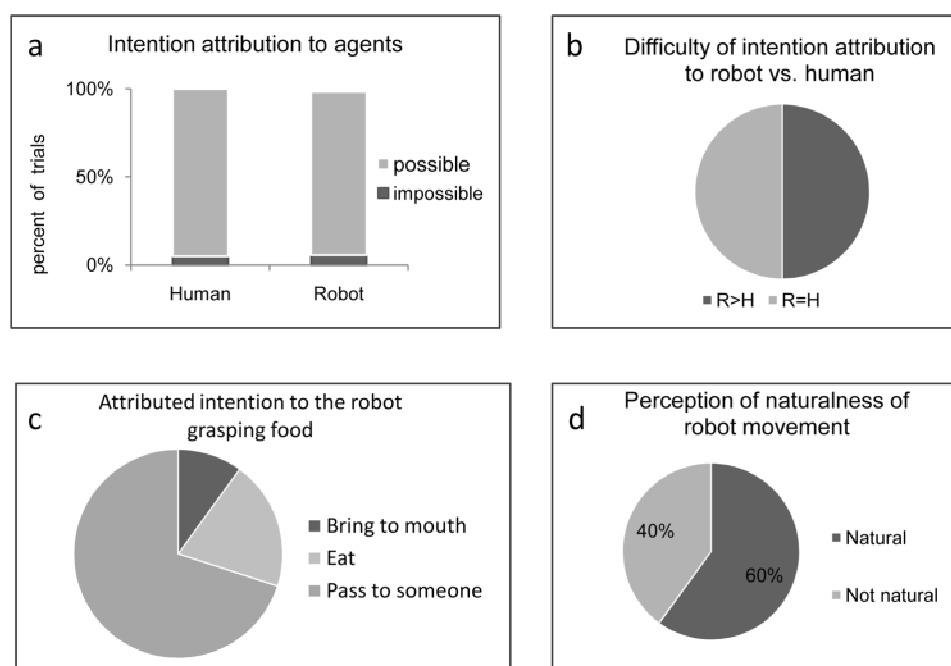 a
Intention attribution to agents
100%
50%
0%
percent of trials
possible
impossible
Human
Robot
b
Difficulty of intention attribution
to robot vs. human
R>H R=H
c
Attributed intention to the robot
grasping food
Bring to mouth
Eat
Pass to someone
d
Perception of naturalness of
robot movement
40%
60%
Natural
Not natural